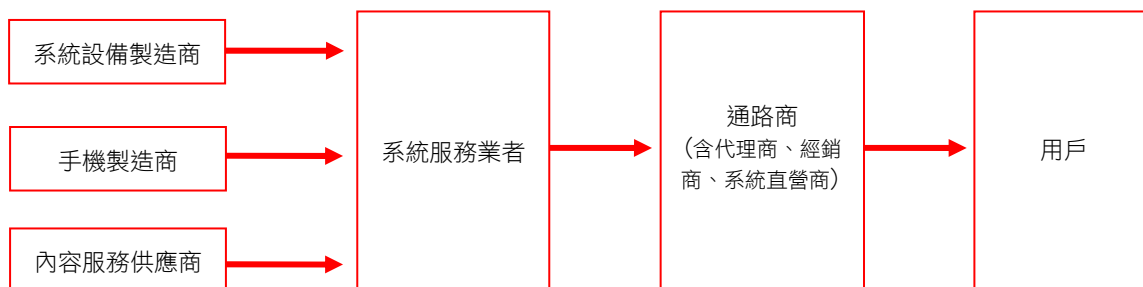 系統設備製造商
手機製造商
內容服務供應商
系統服務業者
通路商
(含代理商、經銷
商、系統直營商)
用戶